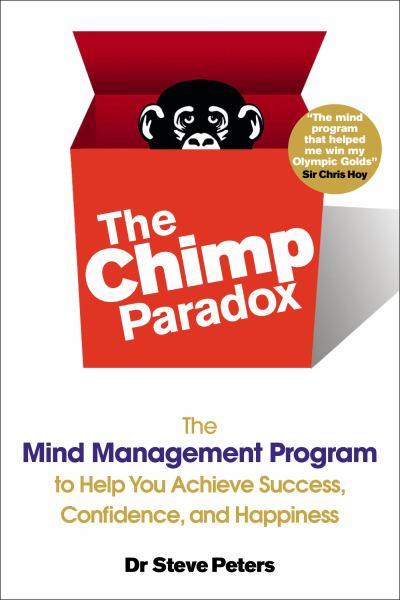 "The mind
program
that helped
me win my
Olympic Golds"
Sir Chris Hoy
The
Chimp
Paradox
The
Mind Management Program
to Help You Achieve Success,
Confidence, and Happiness
Dr Steve Peters